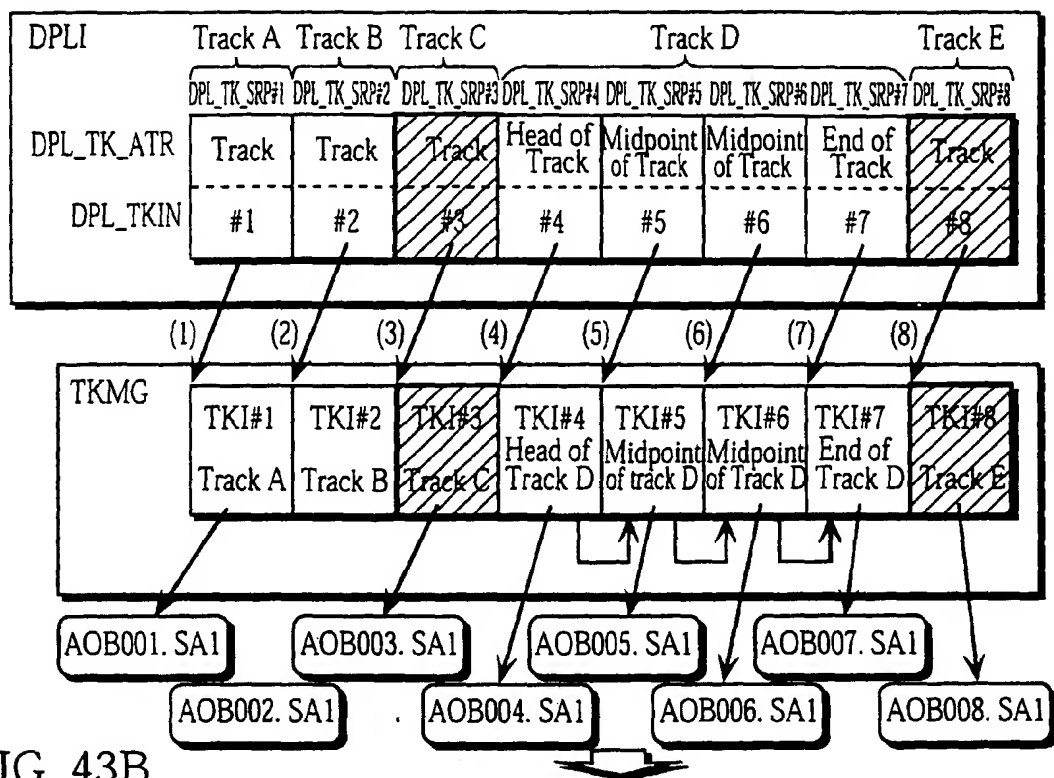 DPLI Track A Track B Track C Track D Track E
DPL_TK_SRP#1 DPL_TK_SRP#2 DPL_TK_SRP#3 DPL_TK_SRP#4 DPL_TK_SRP#5 DPL_TK_SRP#6 DPL_TK_SRP#7 DPL_TK_SRP#8
DPL_TK_ATR Track Track Track Head of Track Midpoint of Track Midpoint of Track End of Track Track
DPL_TKIN #1 #2 #3 #4 #5 #6 #7 #8
(1) (2) (3) (4) (5) (6) (7) (8)
TKMG
TKI#1 TKI#2 TKI#3 TKI#4 TKI#5 TKI#6 TKI#7 TKI#8
Track A Track B Track C Head of Track D Midpoint of track D Midpoint of Track D End of Track D Track E
AOB001. SA1 AOB003. SA1 AOB005. SA1 AOB007. SA1
AOB002. SA1 AOB004. SA1 AOB006. SA1 AOB008. SA1
FIG. 43B